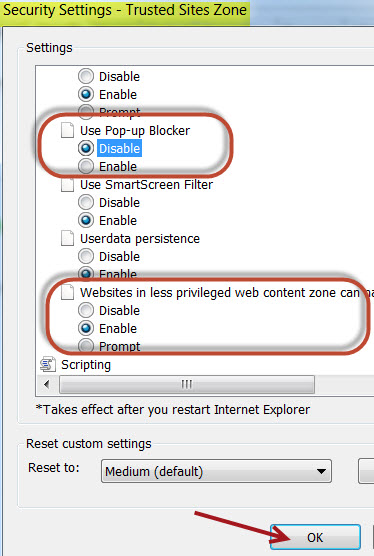 Security Settings - Trusted Sites Zone
Settings
Disable
Enable
Prompt
Use Pop-up Blocker
Disable
Enable
Use SmartScreen Filter
Disable
Enable
Userdata persistence
Disable
Enable
Websites in less privileged web content zone can
Disable
Enable
Prompt
Scripting
*Takes effect after you restart Internet Explorer
Reset custom settings
Reset to:
Medium (default)
OK